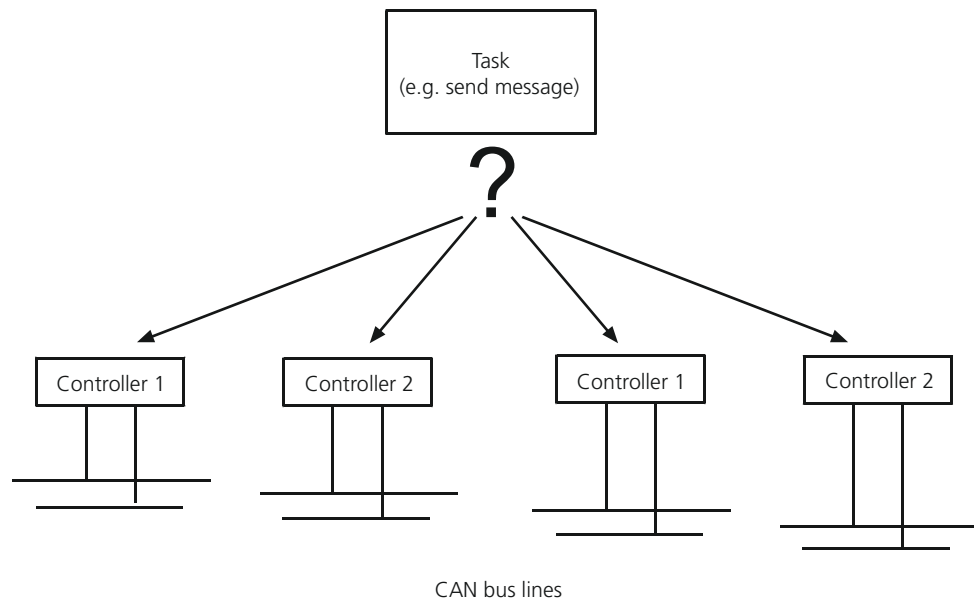 Task
(e.g. send message)
?
Controller 1
Controller 2
Controller 1
Controller 2
CAN bus lines